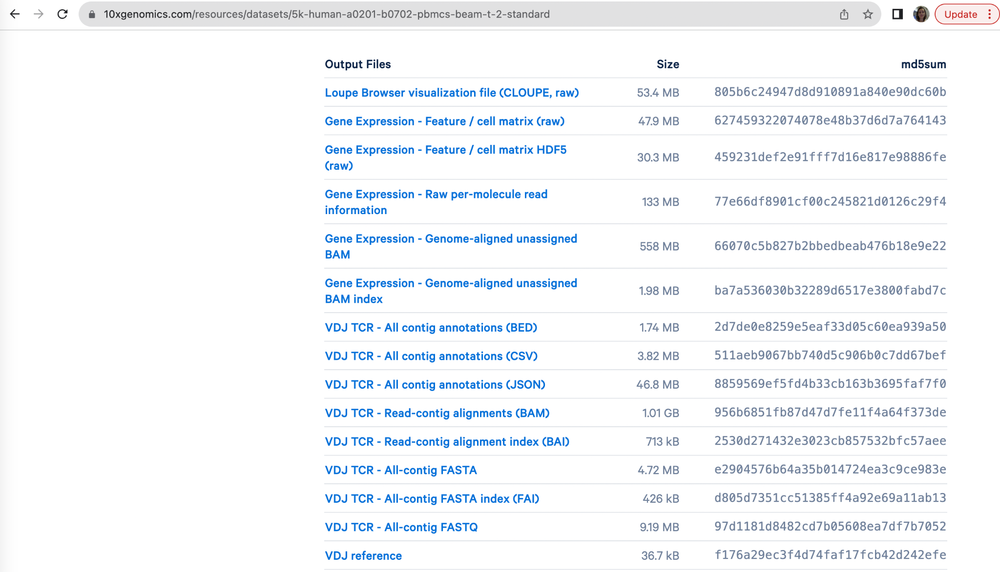 10xgenomics.com/resources/datasets/5k-human-a0201-b0702-pbmcs-beam-t-2-standard
Update
Output Files Size md5sum
Loupe Browser visualization file (CLOUPE, raw) 53.4 MB 805b6c24947d8d910891a840e90dc60b
Gene Expression - Feature / cell matrix (raw) 47.9 MB 627459322074078e48b37d6d7a764143
Gene Expression - Feature / cell matrix HDF5
(raw) 30.3 MB 459231def2e91fff7d16e817e98886fe
Gene Expression - Raw per-molecule read
information 133 MB 77e66df8901cf00c245821d0126c29f4
Gene Expression - Genome-aligned unassigned
BAM 558 MB 66070c5b827b2bbedbeab476b18e9e22
Gene Expression - Genome-aligned unassigned
BAM index 1.98 MB ba7a536030b32289d6517e3800fabd7c
VDJ TCR - All contig annotations (BED) 1.74 MB 2d7de0e8259e5eaf33d05c60ea939a50
VDJ TCR - All contig annotations (CSV) 3.82 MB 511aeb9067bb740d5c906b0c7dd67bef
VDJ TCR - All contig annotations (JSON) 46.8 MB 8859569ef5fd4b33cb163b3695faf7f0
VDJ TCR - Read-contig alignments (BAM) 1.01 GB 956b6851fb87d47d7fe11f4a64f373de
VDJ TCR - Read-contig alignment index (BAI) 713 kB 2530d271432e3023cb857532bfc57aee
VDJ TCR - All-contig FASTA 4.72 MB e2904576b64a35b014724ea3c9ce983e
VDJ TCR - All-contig FASTA index (FAI) 426 kB d805d7351cc51385ff4a92e69a11ab13
VDJ TCR - All-contig FASTQ 9.19 MB 97d1181d8482cd7b05608ea7df7b7052
VDJ reference 36.7 kB f176a29ec3f4d74faf17fcb42d242efe